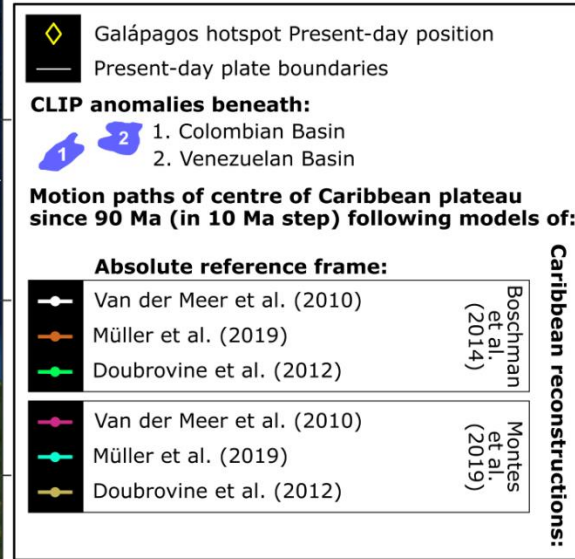 Galápagos hotspot Present-day position
Present-day plate boundaries
CLIP anomalies beneath:
1
2
1. Colombian Basin
2. Venezuelan Basin
Motion paths of centre of Caribbean plateau
since 90 Ma (in 10 Ma step) following models of:
Absolute reference frame:
Van der Meer et al. (2010)
Müller et al. (2019)
Doubrovine et al. (2012)
Boschman
et al.
(2014)
Van der Meer et al. (2010)
Müller et al. (2019)
Doubrovine et al. (2012)
Montes
et al.
(2019)
Caribbean reconstructions: